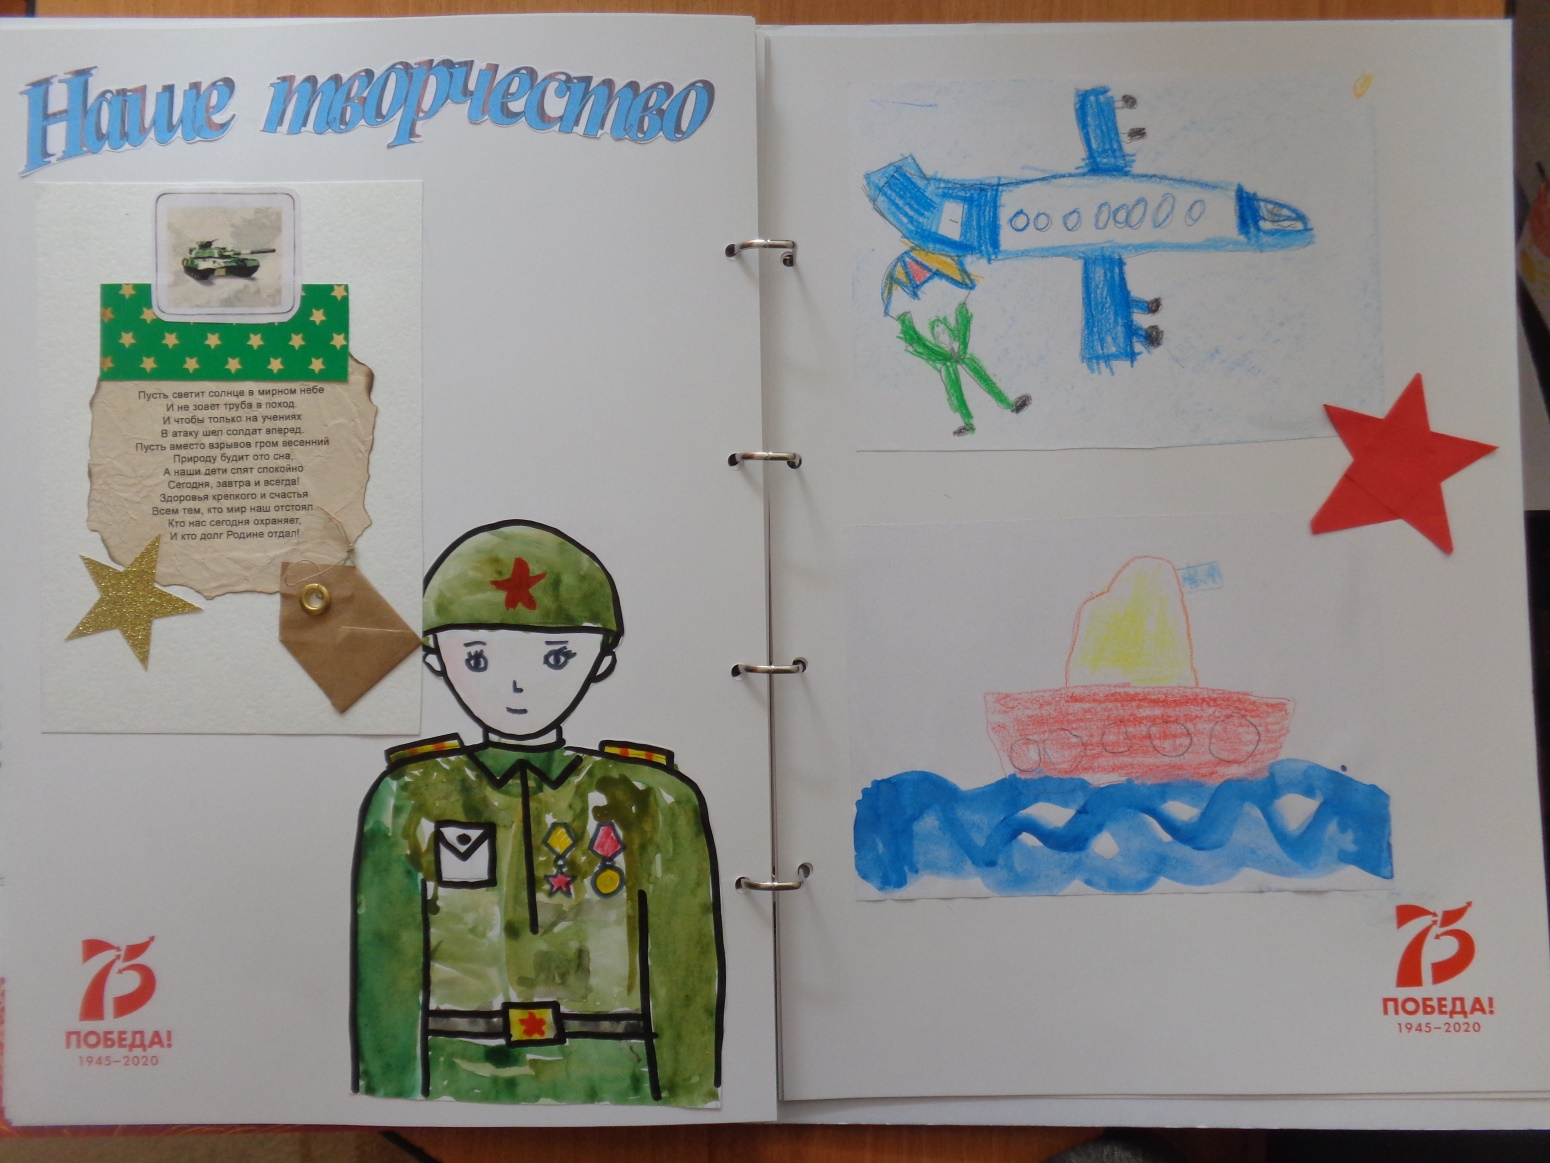 Наше творчество
Пусть светит солнце в мирном небе
И не зовет труба в поход.
И чтобы только на учениях
В атаку шел солдат вперед.
Пусть вместо взрывов гром весенний
Природу будит ото сна,
А наши дети спят спокойно
Сегодня, завтра и всегда!
Здоровья крепкого и счастья
Всем тем, кто мир наш отстоял.
Кто нас сегодня охраняет,
И кто долг Родине отдал!
75
ПОБЕДА!
1945–2020
75
ПОБЕДА!
1945–2020